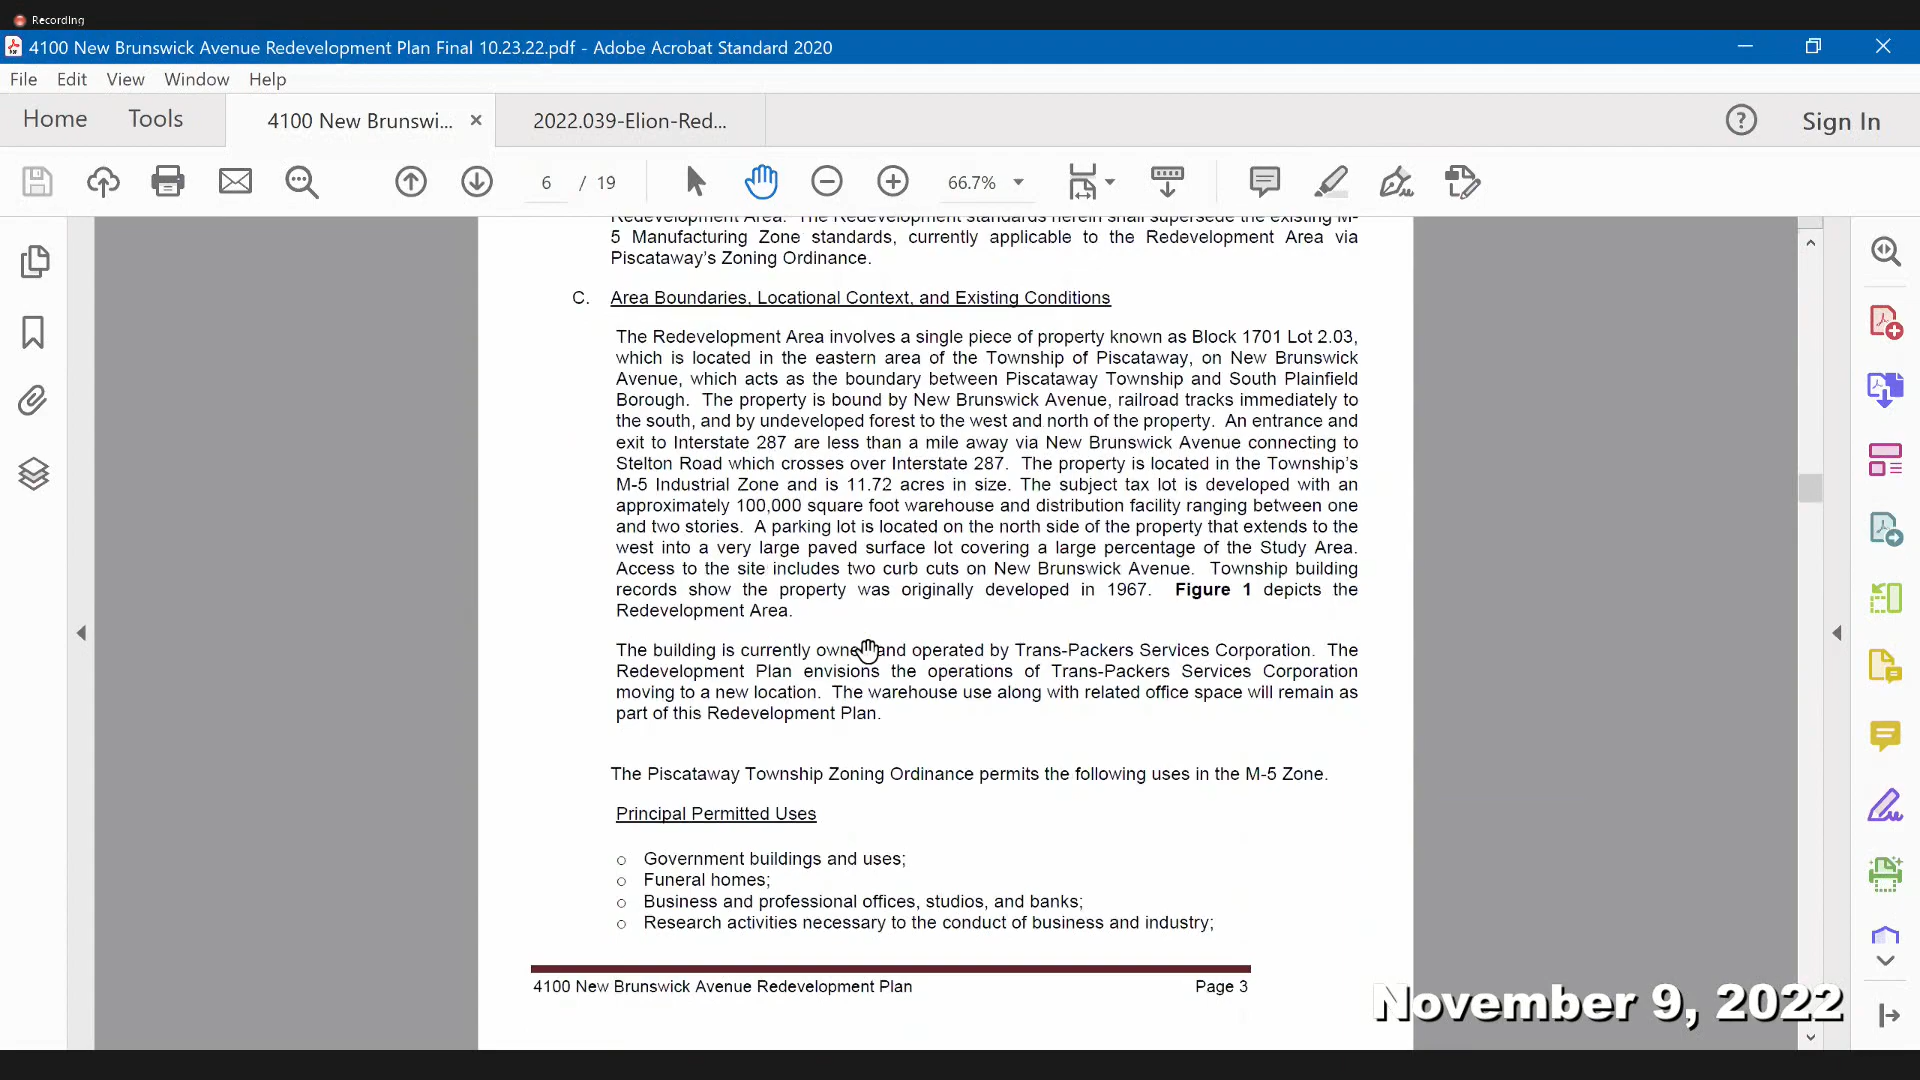 Recording
4100 New Brunswick Avenue Redevelopment Plan Final 10.23.22.pdf - Adobe Acrobat Standard 2020
File Edit View Window Help
Home Tools 4100 New Brunswi... × 2022.039-Elion-Red... Sign In
6 / 19 66.7%
Redevelopment Area. The Redevelopment standards herein shall supersede the existing M-
5 Manufacturing Zone standards, currently applicable to the Redevelopment Area via
Piscataway's Zoning Ordinance.
C. Area Boundaries, Locational Context, and Existing Conditions
The Redevelopment Area involves a single piece of property known as Block 1701 Lot 2.03,
which is located in the eastern area of the Township of Piscataway, on New Brunswick
Avenue, which acts as the boundary between Piscataway Township and South Plainfield
Borough. The property is bound by New Brunswick Avenue, railroad tracks immediately to
the south, and by undeveloped forest to the west and north of the property. An entrance and
exit to Interstate 287 are less than a mile away via New Brunswick Avenue connecting to
Stelton Road which crosses over Interstate 287. The property is located in the Township's
M-5 Industrial Zone and is 11.72 acres in size. The subject tax lot is developed with an
approximately 100,000 square foot warehouse and distribution facility ranging between one
and two stories. A parking lot is located on the north side of the property that extends to the
west into a very large paved surface lot covering a large percentage of the Study Area.
Access to the site includes two curb cuts on New Brunswick Avenue. Township building
records show the property was originally developed in 1967. Figure 1 depicts the
Redevelopment Area.
The building is currently owned and operated by Trans-Packers Services Corporation. The
Redevelopment Plan envisions the operations of Trans-Packers Services Corporation
moving to a new location. The warehouse use along with related office space will remain as
part of this Redevelopment Plan.
The Piscataway Township Zoning Ordinance permits the following uses in the M-5 Zone.
Principal Permitted Uses
o Government buildings and uses;
o Funeral homes;
o Business and professional offices, studios, and banks;
o Research activities necessary to the conduct of business and industry;
4100 New Brunswick Avenue Redevelopment Plan Page 3
November 9, 2022